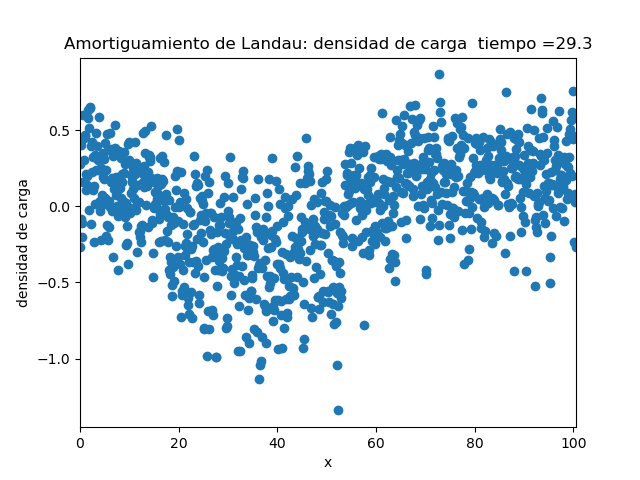 Amortiguamiento de Landau: densidad de carga  tiempo =29.3
densidad de carga
0.5
0.0
−0.5
−1.0
0 20 40 60 80 100
x